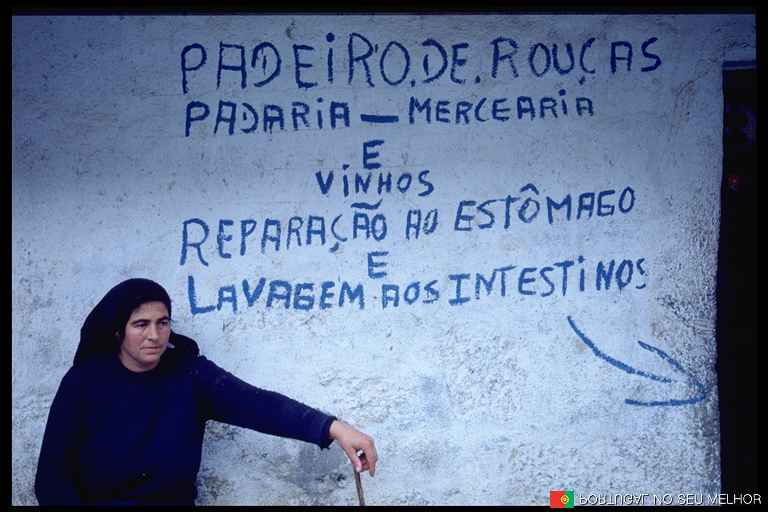 PADEIRO.DE.ROUÇAS
PADARIA — MERCEARIA
E
VINHOS
REPARAÇÃO AO ESTÔMAGO
E
LAVAGEM AOS INTESTINOS
PORTUGAL NO SEU MELHOR